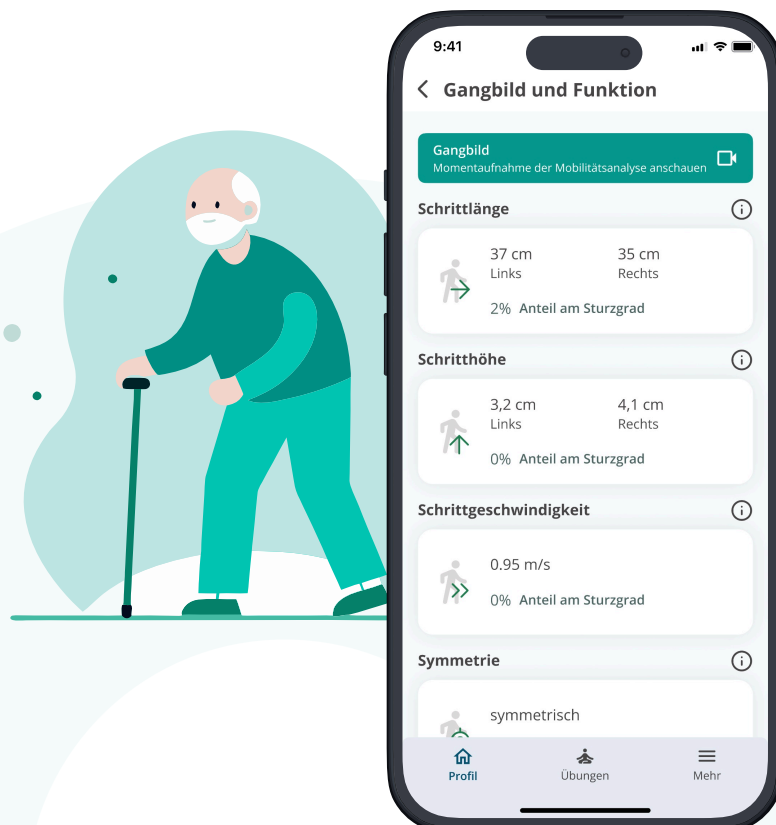 9:41
Gangbild und Funktion
Gangbild
Momentaufnahme der Mobilitätsanalyse anschauen
Schrittlänge
37 cm 35 cm
Links Rechts
2% Anteil am Sturzgrad
Schritthöhe
3,2 cm 4,1 cm
Links Rechts
0% Anteil am Sturzgrad
Schrittgeschwindigkeit
0.95 m/s
0% Anteil am Sturzgrad
Symmetrie
symmetrisch
Profil Übungen Mehr